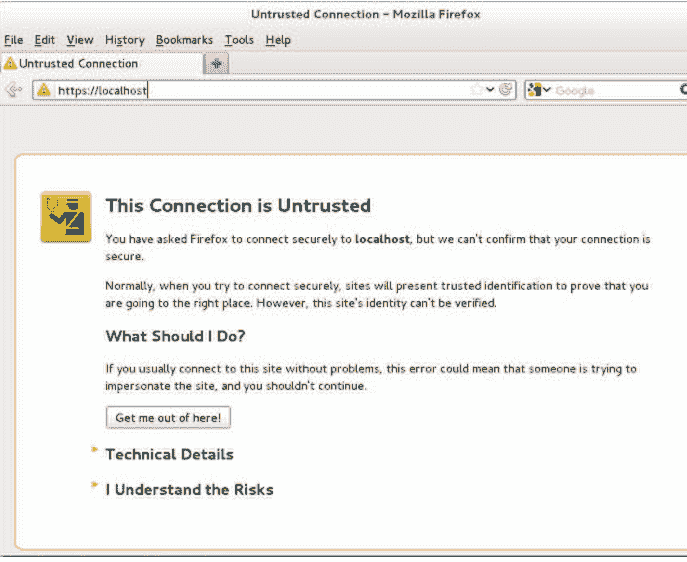 Untrusted Connection - Mozilla Firefox
File Edit View History Bookmarks Tools Help
Untrusted Connection
https://localhost Google
This Connection is Untrusted
You have asked Firefox to connect securely to localhost, but we can't confirm that your connection is
secure.
Normally, when you try to connect securely, sites will present trusted identification to prove that you
are going to the right place. However, this site's identity can't be verified.
What Should I Do?
If you usually connect to this site without problems, this error could mean that someone is trying to
impersonate the site, and you shouldn't continue.
Get me out of here!
Technical Details
I Understand the Risks